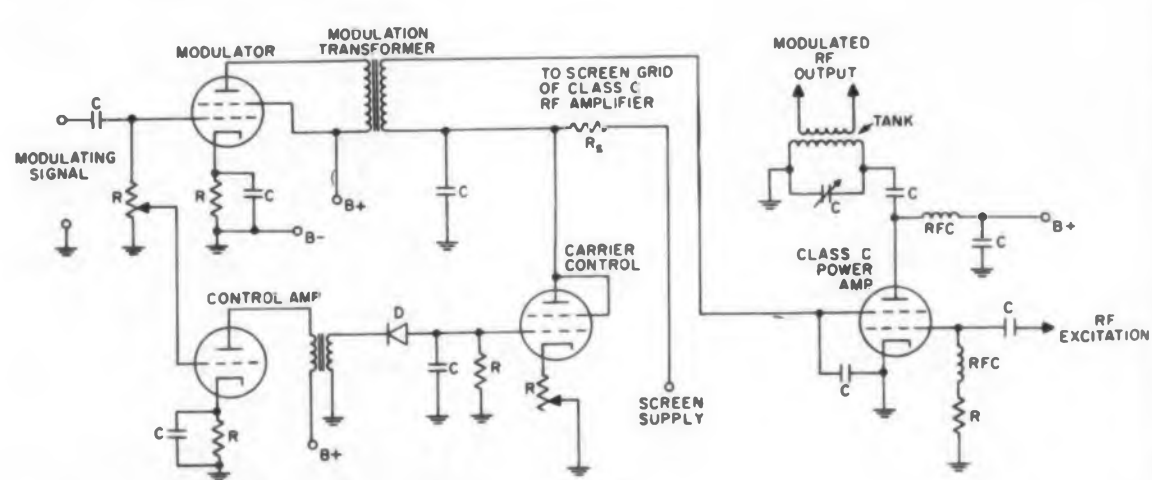 MODULATOR
MODULATION
TRANSFORMER
TO SCREEN GRID
OF CLASS C
RF AMPLIFIER
MODULATED
RF
OUTPUT
TANK
C
MODULATING
SIGNAL
R
R
C
B-
B+
C
Rs
C
C
RFC
B+
C
CLASS C
POWER
AMP
CARRIER
CONTROL
CONTROL AMP
D
C
R
R
SCREEN
SUPPLY
C
C
RF
EXCITATION
RFC
R
C
R
B+